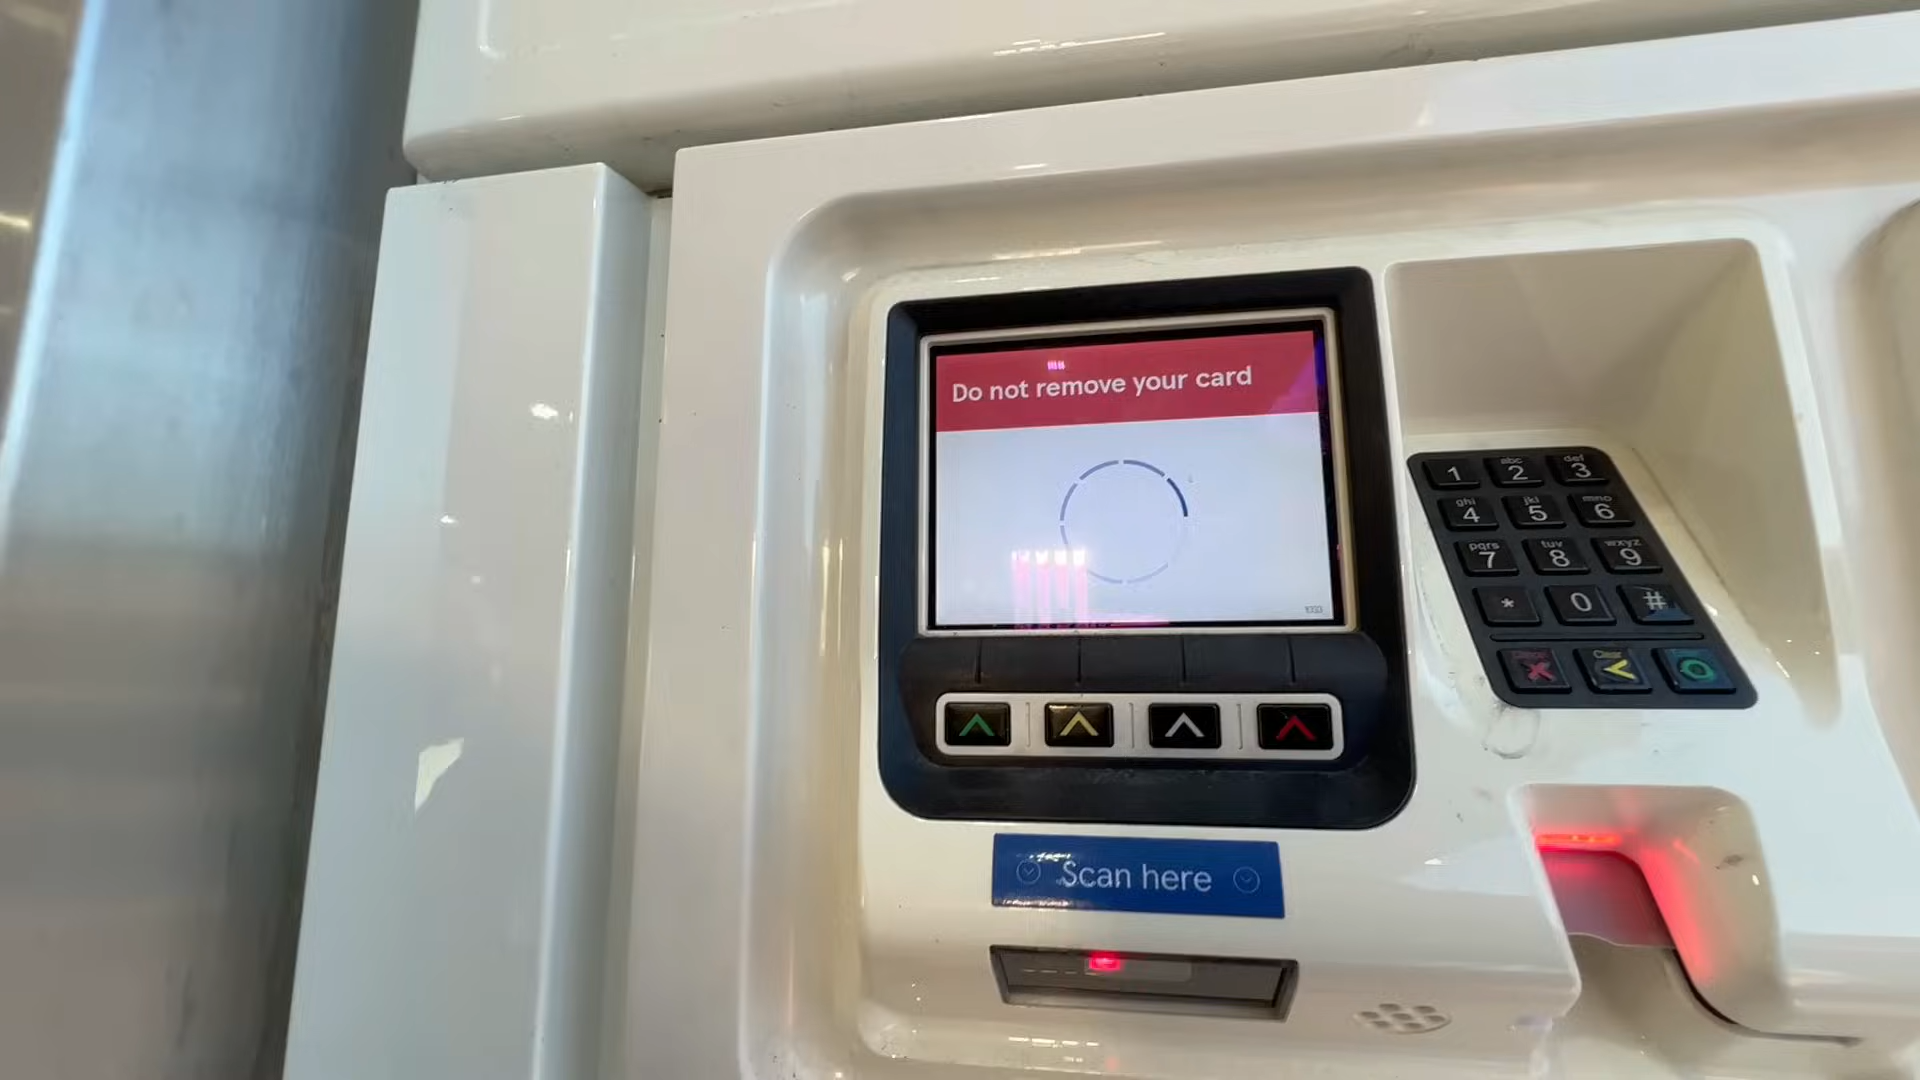 Do not remove your card
1 abc 2 def 3
ghi 4 jkl 5 mno 6
pqrs 7 tuv 8 wxyz 9
* 0 #
Cancel Clear
Scan here